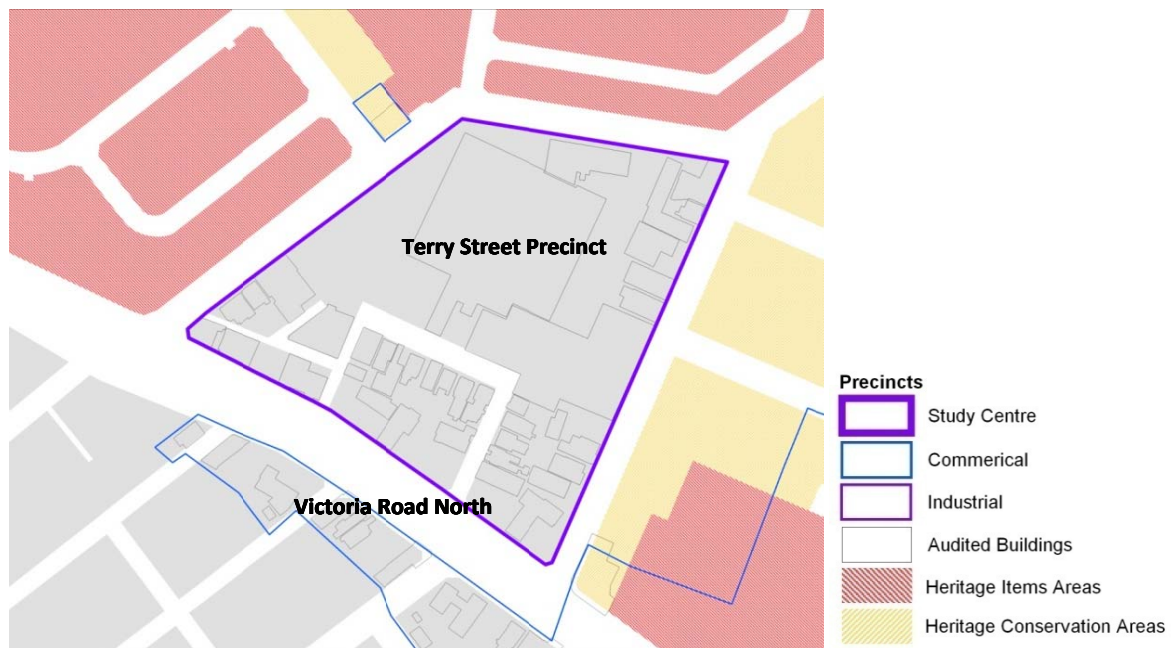 Terry Street Precinct
Victoria Road North
Precincts
Study Centre
Commerical
Industrial
Audited Buildings
Heritage Items Areas
Heritage Conservation Areas